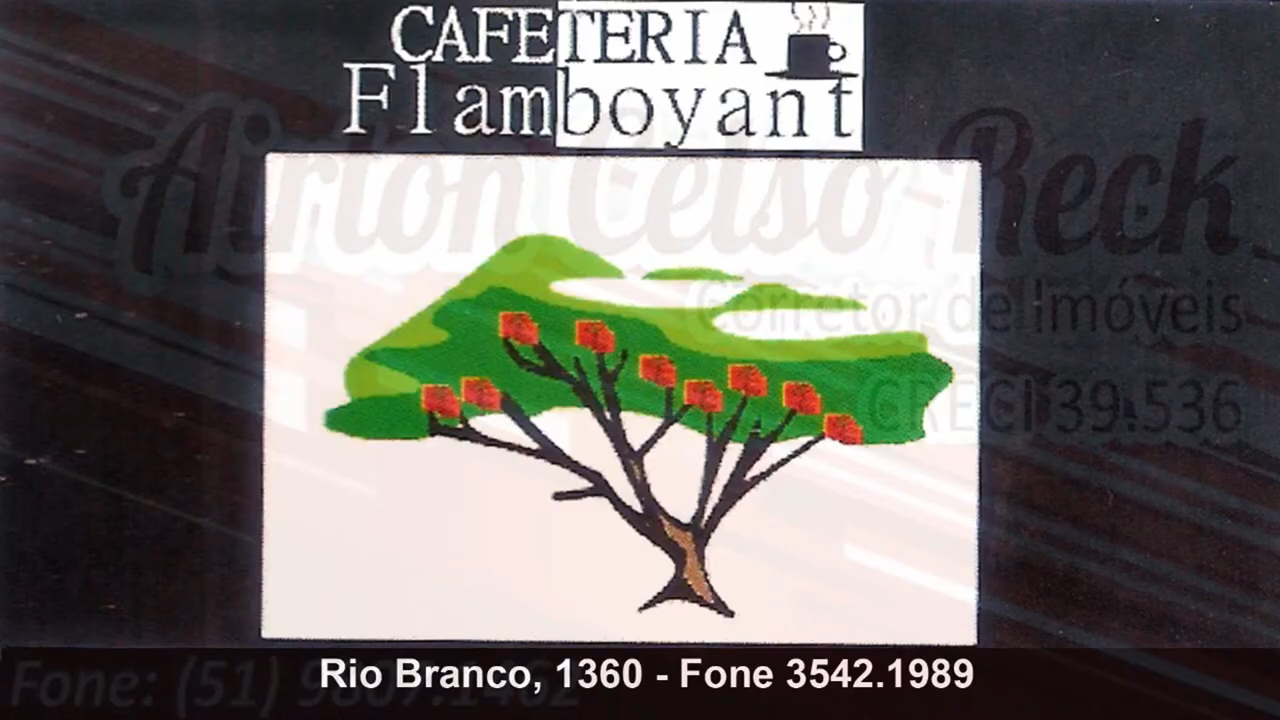 CAFETERIA
Flamboyant
Airton Celso Reck
Corretor de Imóveis
CRECI 39.536
Rio Branco, 1360 - Fone 3542.1989
Fone: (51)